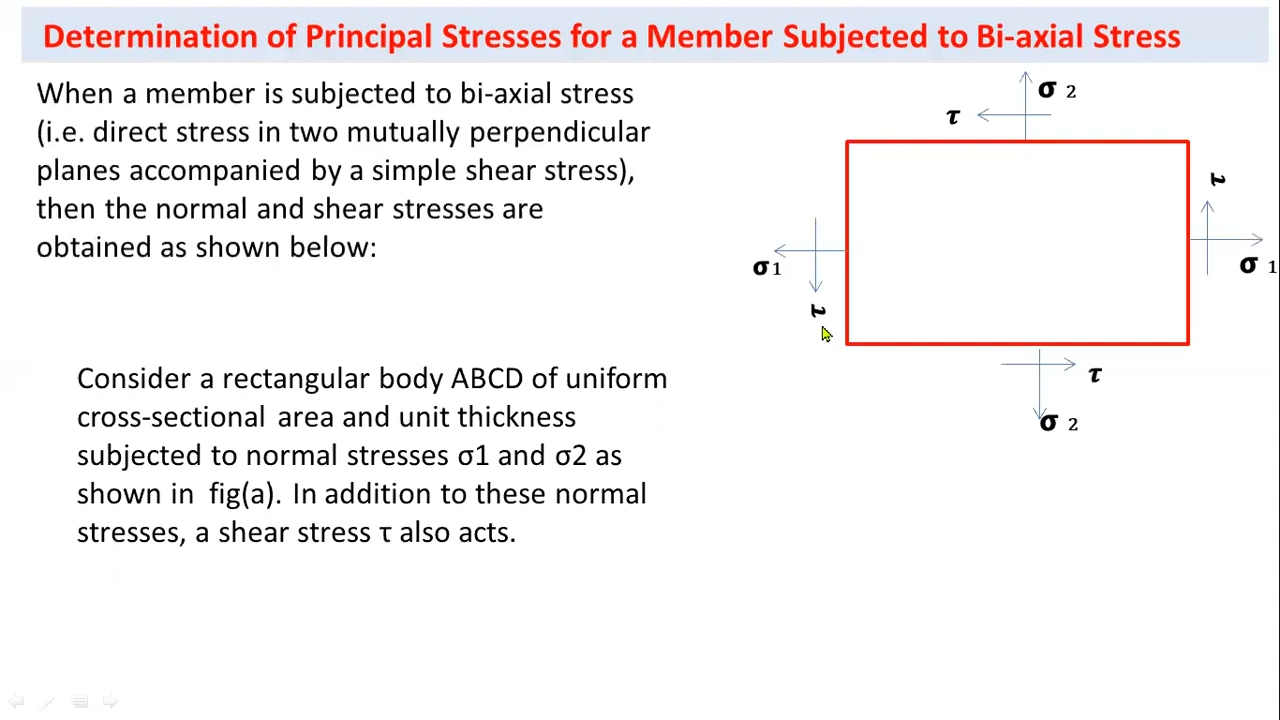 Determination of Principal Stresses for a Member Subjected to Bi-axial Stress
When a member is subjected to bi-axial stress
(i.e. direct stress in two mutually perpendicular
planes accompanied by a simple shear stress),
then the normal and shear stresses are
obtained as shown below:
σ 2
τ
τ
σ1
σ 1
τ
τ
σ 2
Consider a rectangular body ABCD of uniform
cross-sectional area and unit thickness
subjected to normal stresses σ1 and σ2 as
shown in fig(a). In addition to these normal
stresses, a shear stress τ also acts.